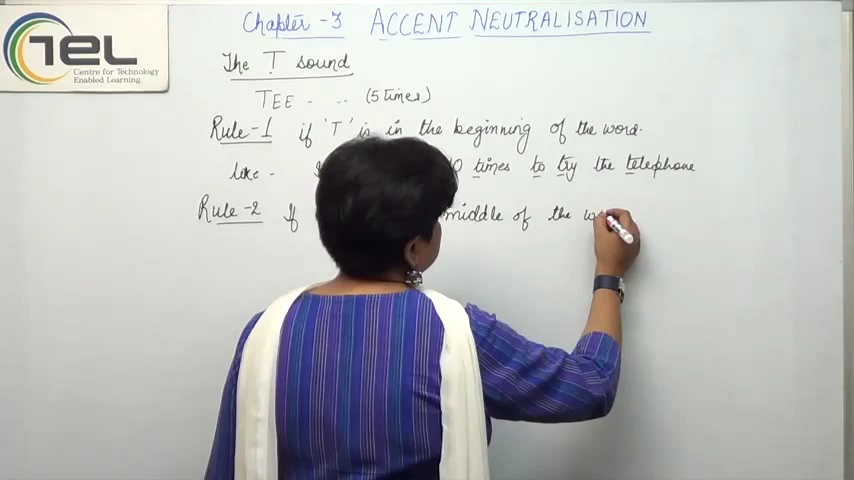 TEL
Centre for Technology
Enabled Learning
Chapter - 3 ACCENT NEUTRALISATION
The T sound
TEE - .. (5 times)
Rule -1 if 'T' is in the beginning of the word.
like - times to try the telephone
Rule -2 If middle of the